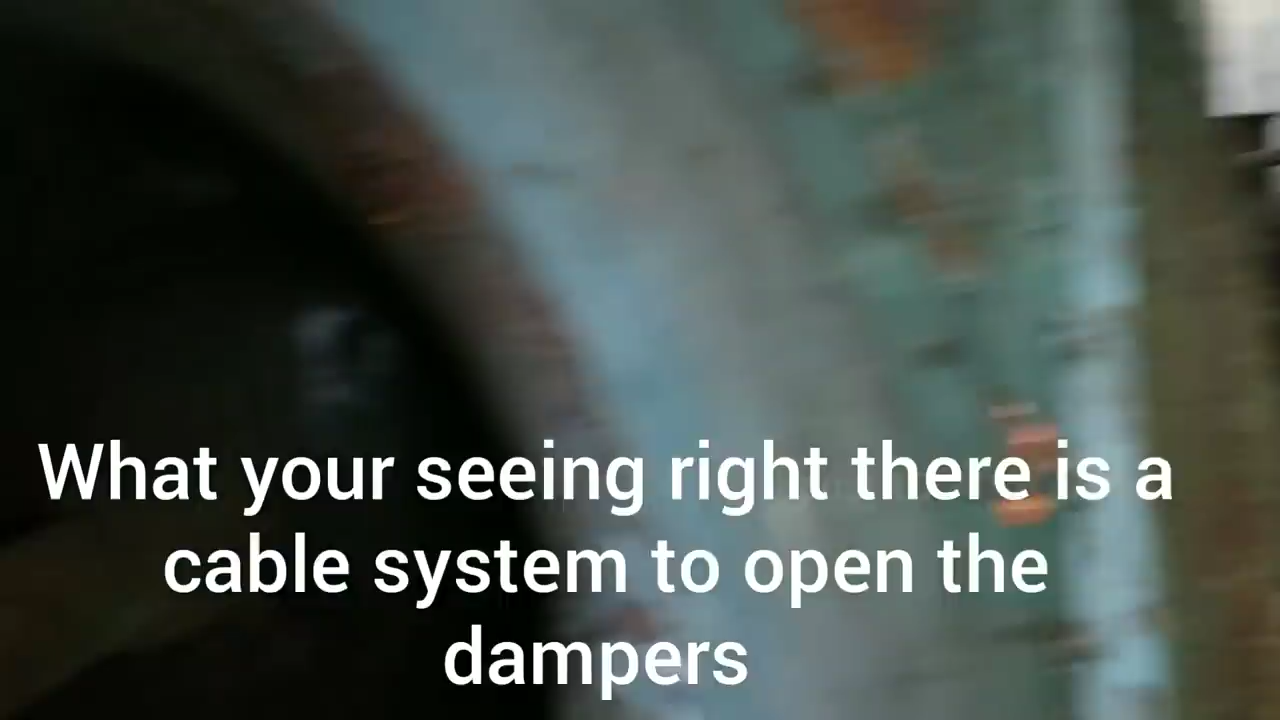 What your seeing right there is a
cable system to open the
dampers